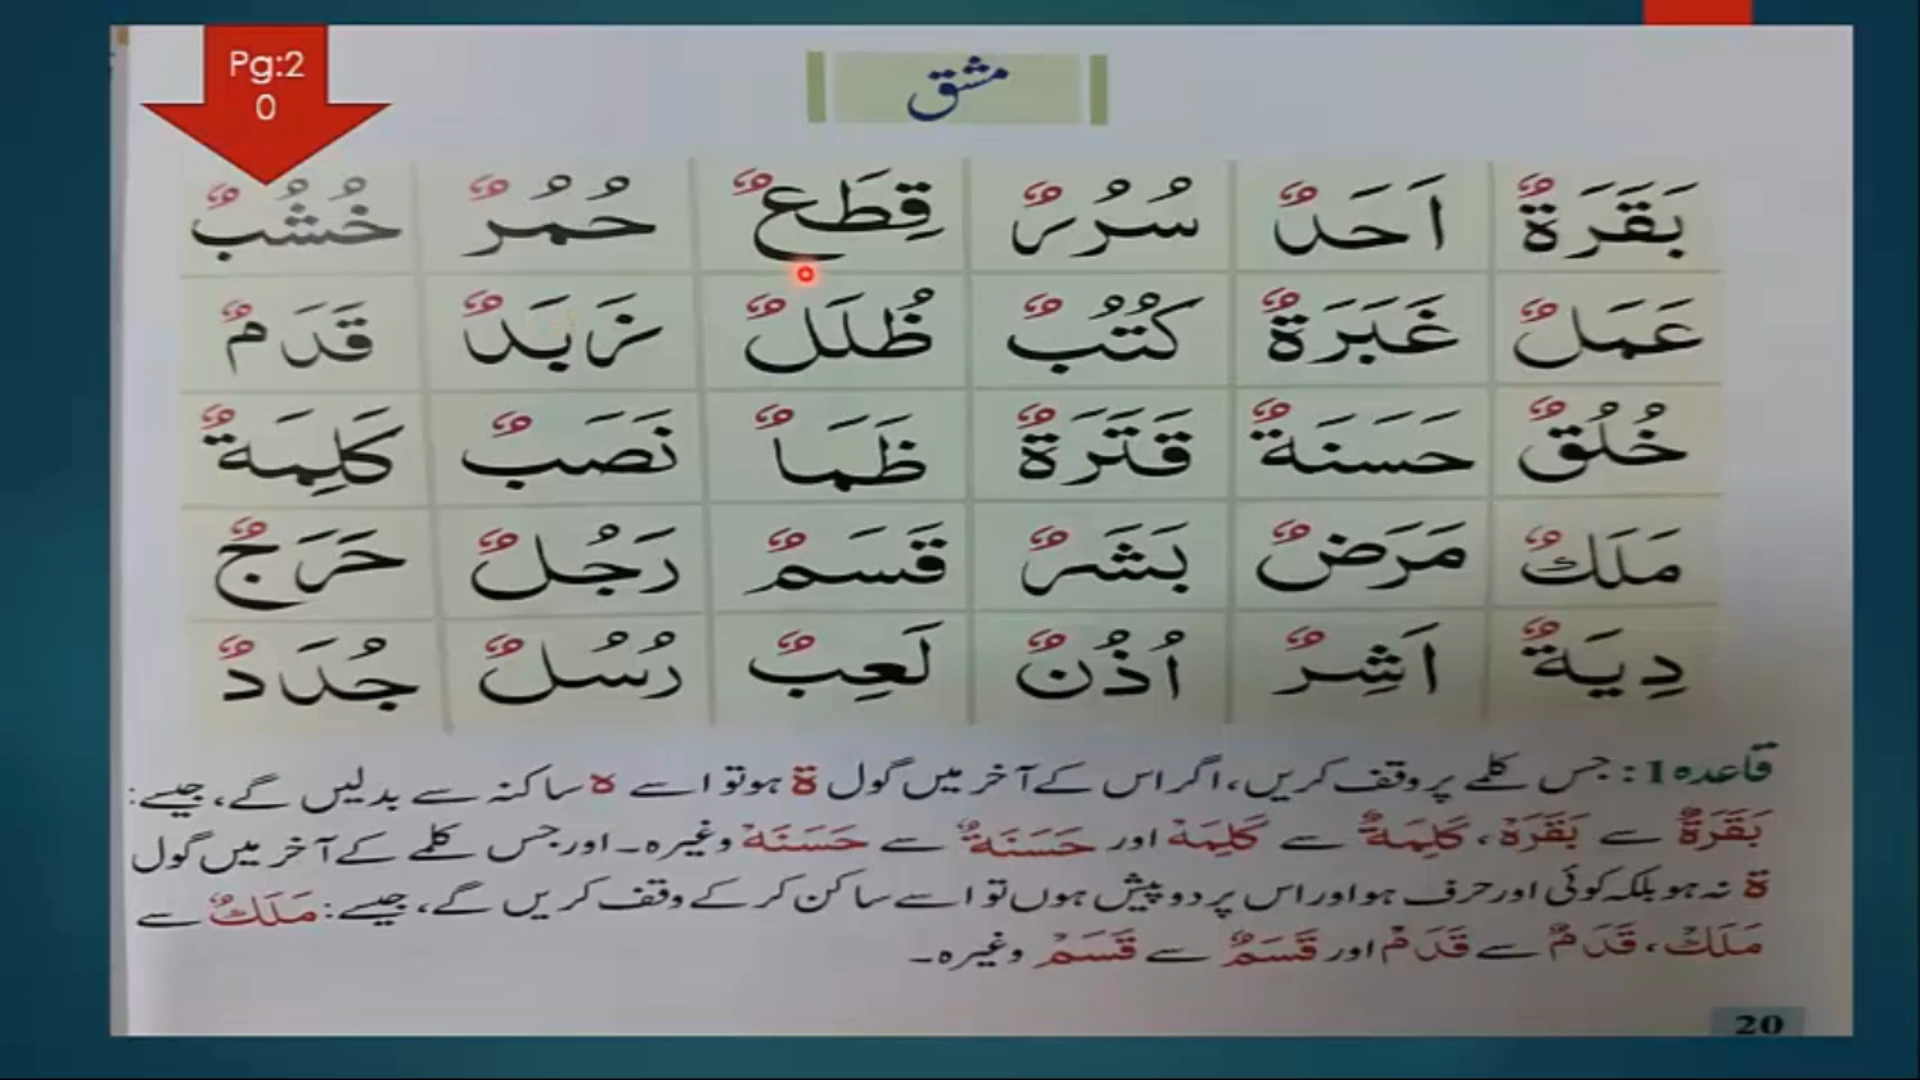 Pg:2
0
مشق
بَقَرَةٌ اَحَدٌ سُرُرٌ قِطَعٌ حُمُرٌ خُشُبٌ
عَمَلٌ غَبَرَةٌ كُتُبٌ ظُلَلٌ زَبَدٌ قَدَمٌ
خُلُقٌ حَسَنَةٌ قَتَرَةٌ ظَمَاٌ نَصَبٌ كَلِمَةٌ
مَلَكٌ مَرَضٌ بَشَرٌ قَسَمٌ رَجُلٌ حَرَجٌ
دِيَةٌ اَشِرٌ اُذُنٌ لَعِبٌ رُسُلٌ جُدَدٌ
قاعدہ 1: جس کلمے پر وقف کریں، اگر اس کے آخر میں گول ة ہو تو اسے ہ ساکنہ سے بدلیں گے، جیسے:
بَقَرَةٌ سے بَقَرَهْ، كَلِمَةٌ سے كَلِمَهْ اور حَسَنَةٌ سے حَسَنَهْ وغیرہ۔ اور جس کلمے کے آخر میں گول
ة نہ ہو بلکہ کوئی اور حرف ہو اور اس پر دو پیش ہوں تو اسے ساکن کر کے وقف کریں گے، جیسے: مَلَكٌ سے
مَلَكْ، قَدَمٌ سے قَدَمْ اور قَسَمٌ سے قَسَمْ وغیرہ۔
20